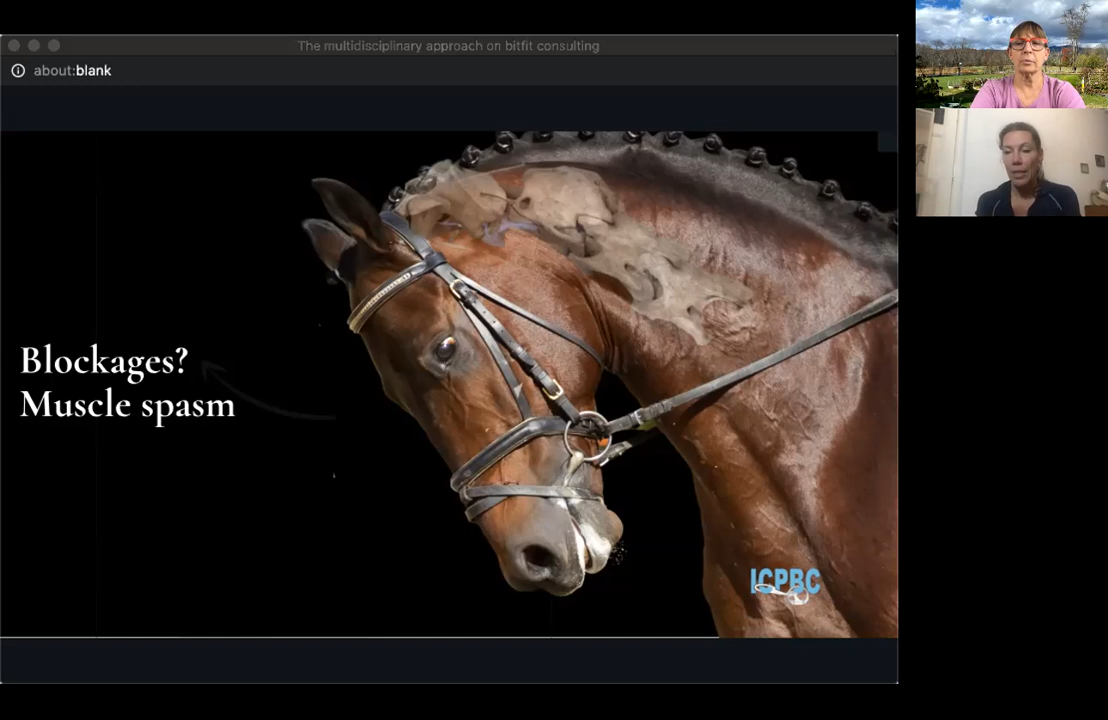 The multidisciplinary approach on bitfit consulting
about:blank
Blockages?
Muscle spasm
ICPBC